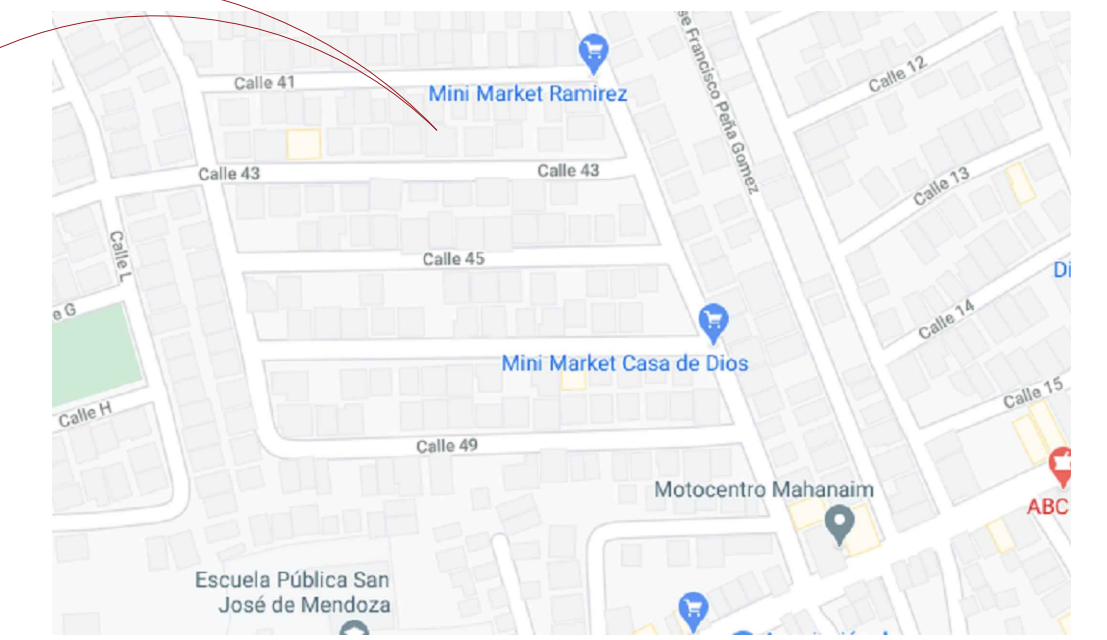 Calle 41
Mini Market Ramirez
se Francisco Peña Gomez
Calle 12
Calle 43
Calle 43
Calle 13
Calle L
Calle 45
Di
e G
Calle 14
Mini Market Casa de Dios
Calle H
Calle 15
Calle 49
Motocentro Mahanaim
ABC
Escuela Pública San
José de Mendoza